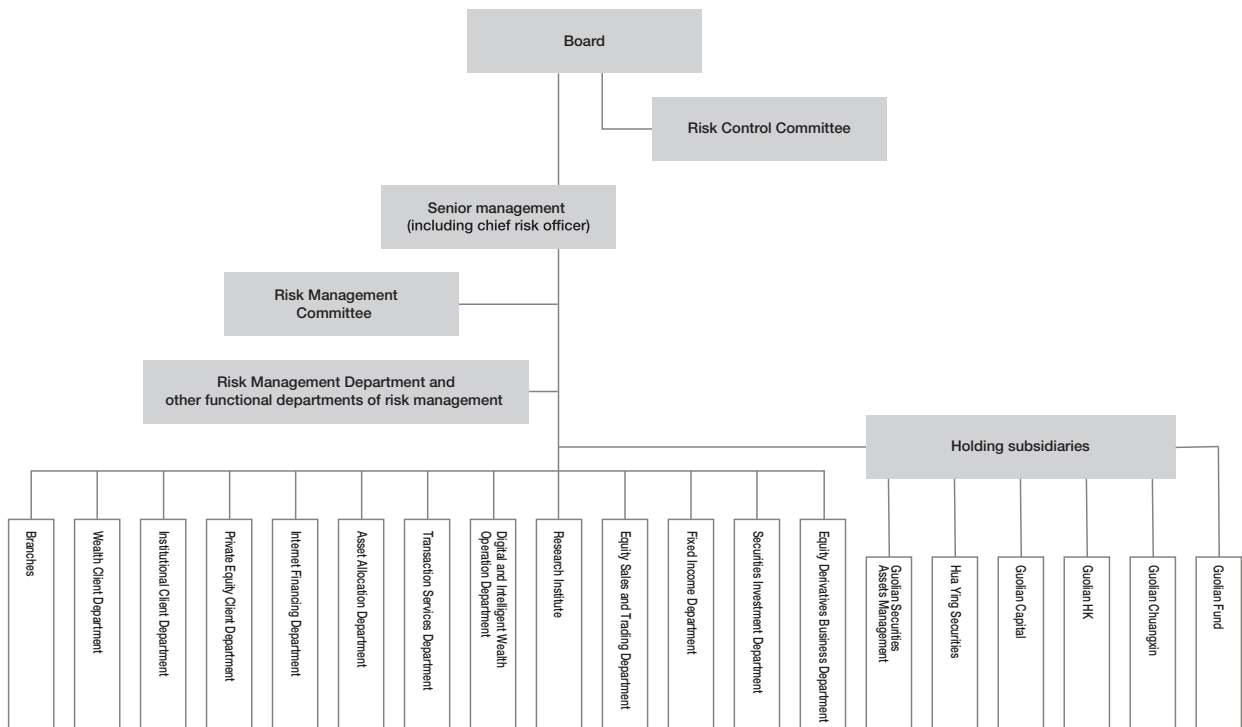 Board
Risk Control Committee
Senior management
(including chief risk officer)
Risk Management
Committee
Risk Management Department and
other functional departments of risk management
Holding subsidiaries
Branches
Wealth Client Department
Institutional Client Department
Private Equity Client Department
Internet Financing Department
Asset Allocation Department
Transaction Services Department
Digital and Intelligent Wealth
Operation Department
Research Institute
Equity Sales and Trading Department
Fixed Income Department
Securities Investment Department
Equity Derivatives Business Department
Guolian Securities
Assets Management
Hua Ying Securities
Guolian Capital
Guolian HK
Guolian Chuangxin
Guolian Fund